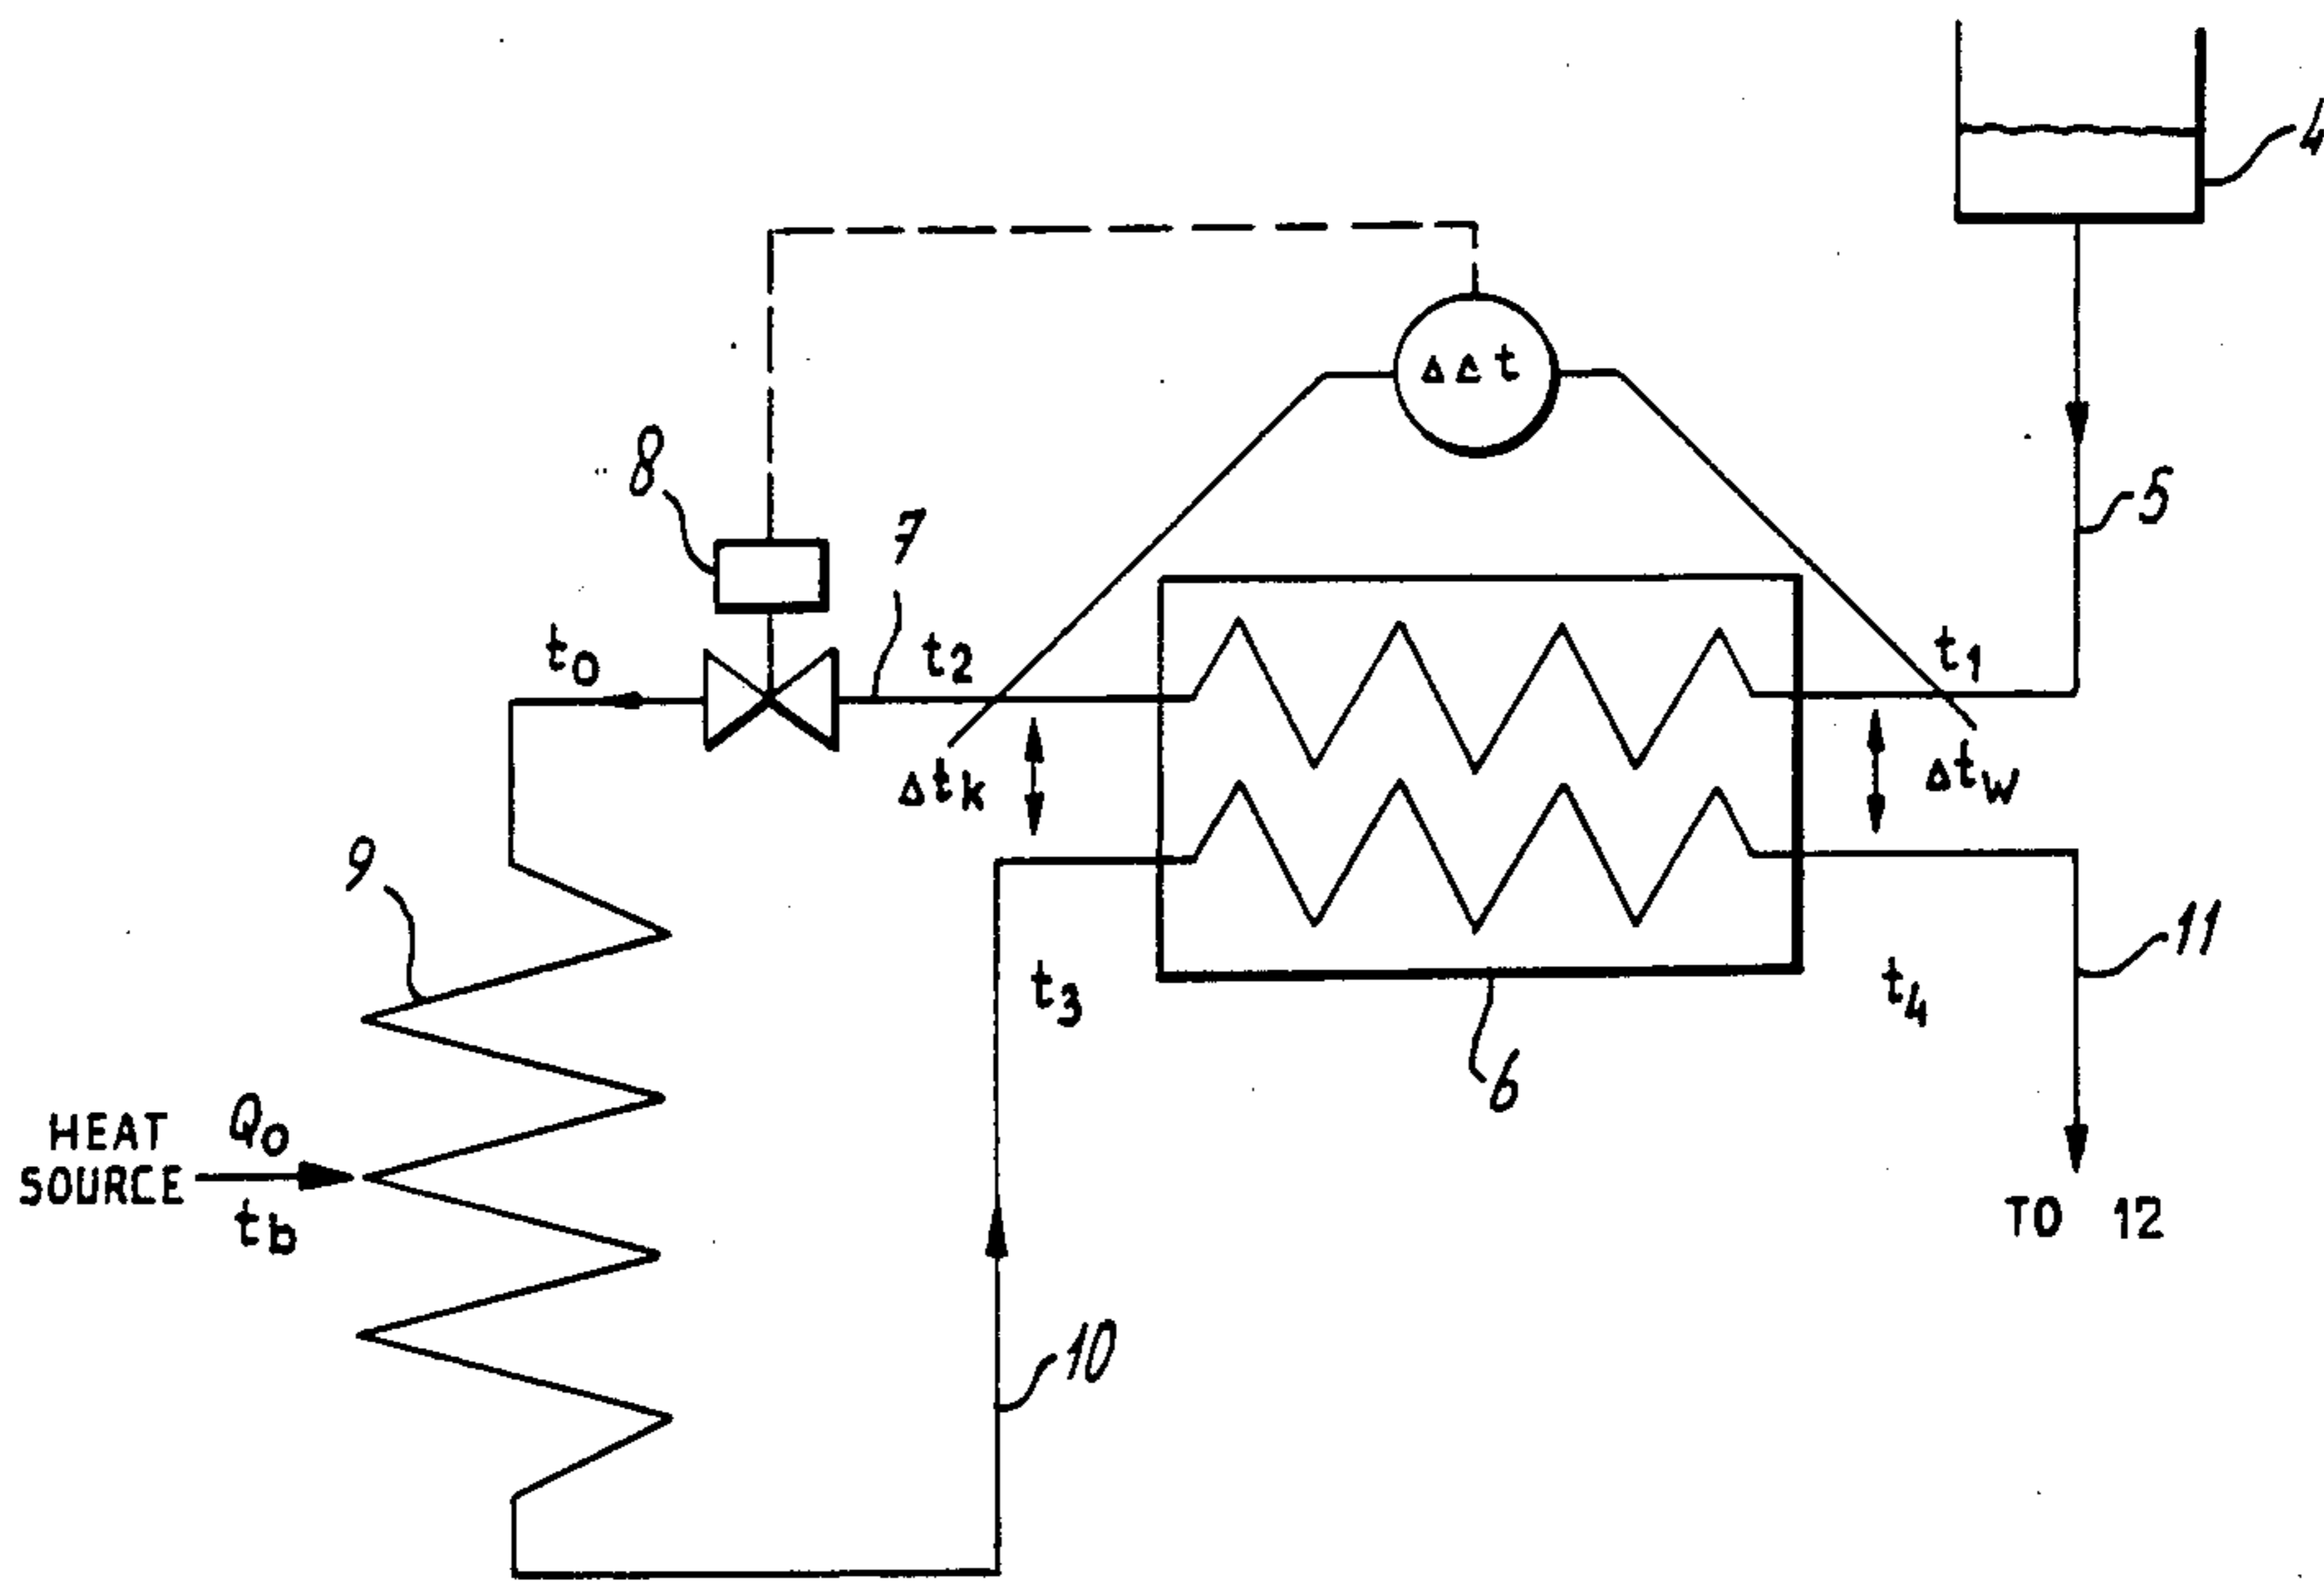 4
ΔΔt
8
7
5
t0
t2
t1
Δtk
Δtw
9
11
t3
t4
6
HEAT
SOURCE
Q0
tb
TO 12
10